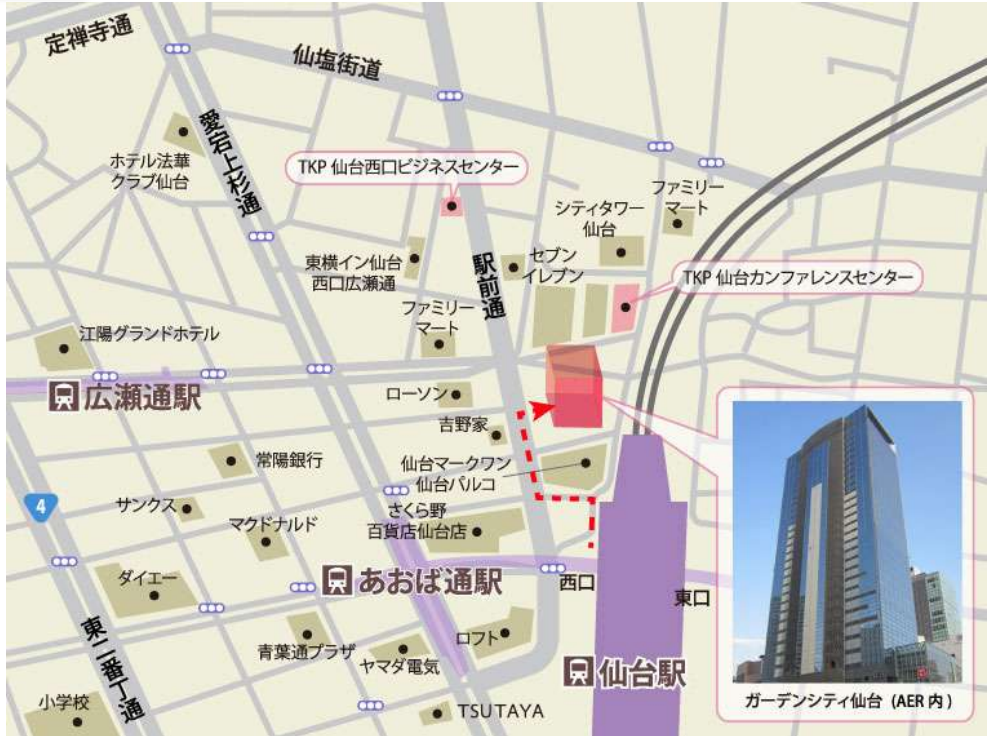 定禅寺通
仙塩街道
愛宕上杉通
ホテル法華
クラブ仙台
TKP 仙台西口ビジネスセンター
ファミリー
マート
シティタワー
仙台
セブン
イレブン
駅前通
東横イン仙台
西口広瀬通
TKP 仙台カンファレンスセンター
ファミリー
マート
江陽グランドホテル
広瀬通駅
ローソン
吉野家
常陽銀行
仙台マークワン
仙台パルコ
4
サンクス
マクドナルド
さくら野
百貨店仙台店
ダイエー
あおば通駅
西口
東口
東二番丁通
青葉通プラザ
ヤマダ電気
ロフト
仙台駅
小学校
TSUTAYA
ガーデンシティ仙台 (AER 内)